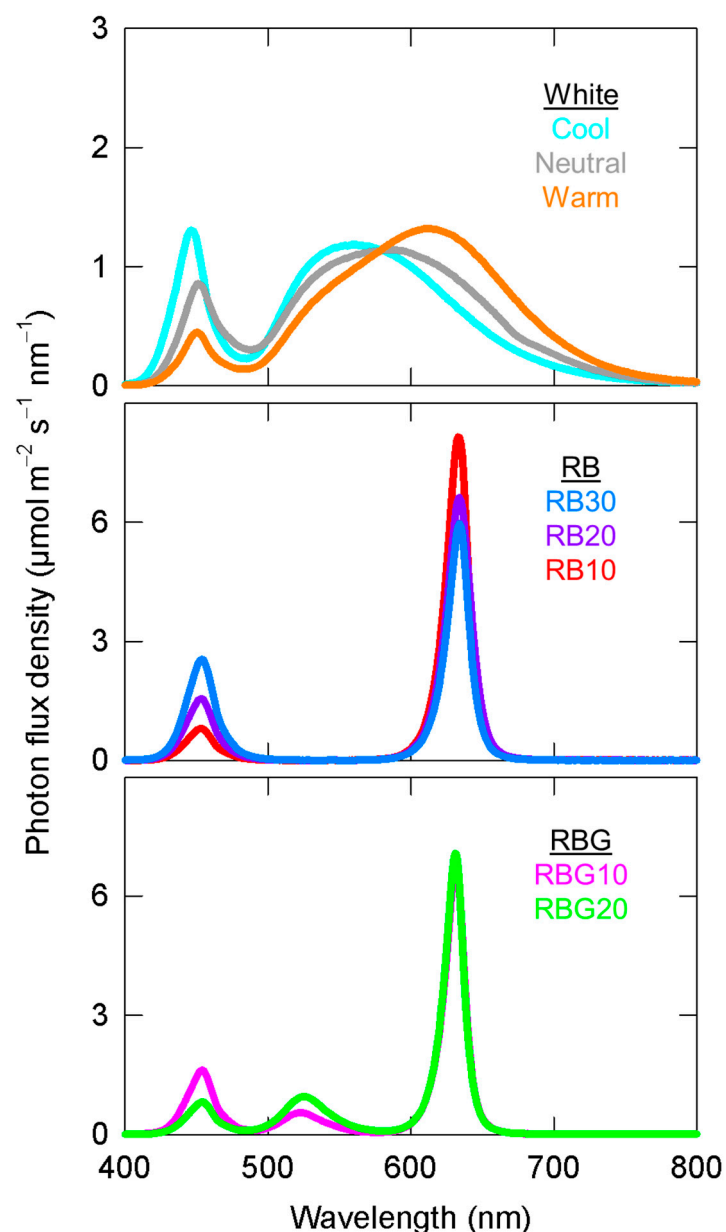 3
2
1
0
White
Cool
Neutral
Warm
6
3
0
RB
RB30
RB20
RB10
6
3
0
RBG
RBG10
RBG20
400 500 600 700 800
Wavelength (nm)
Photon flux density (µmol m⁻² s⁻¹ nm⁻¹)